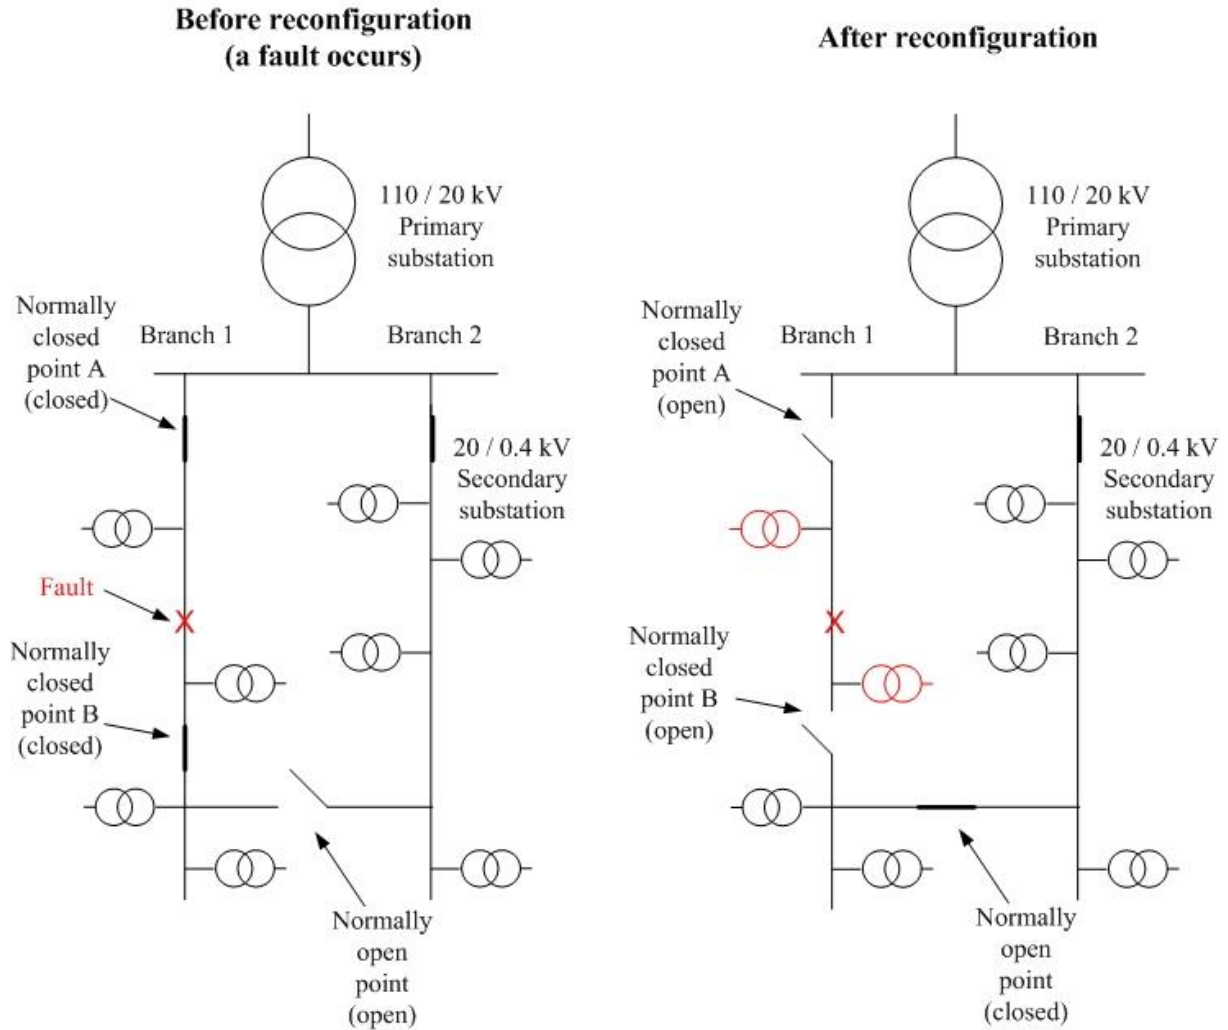 Before reconfiguration
(a fault occurs)
110 / 20 kV
Primary
substation
Normally
closed
point A
(closed)
Branch 1
Branch 2
20 / 0.4 kV
Secondary
substation
Fault
X
Normally
closed
point B
(closed)
Normally
open
point
(open)
After reconfiguration
110 / 20 kV
Primary
substation
Normally
closed
point A
(open)
Branch 1
Branch 2
20 / 0.4 kV
Secondary
substation
X
Normally
closed
point B
(open)
Normally
open
point
(closed)